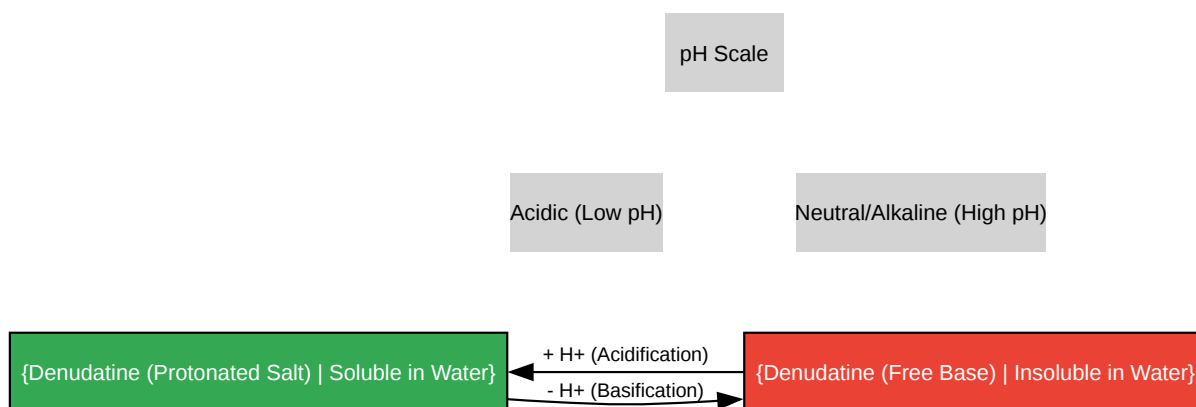 pH Scale
Acidic (Low pH)
Neutral/Alkaline (High pH)
{Denudatine (Protonated Salt) | Soluble in Water}
+ H+ (Acidification)
- H+ (Basification)
{Denudatine (Free Base) | Insoluble in Water}